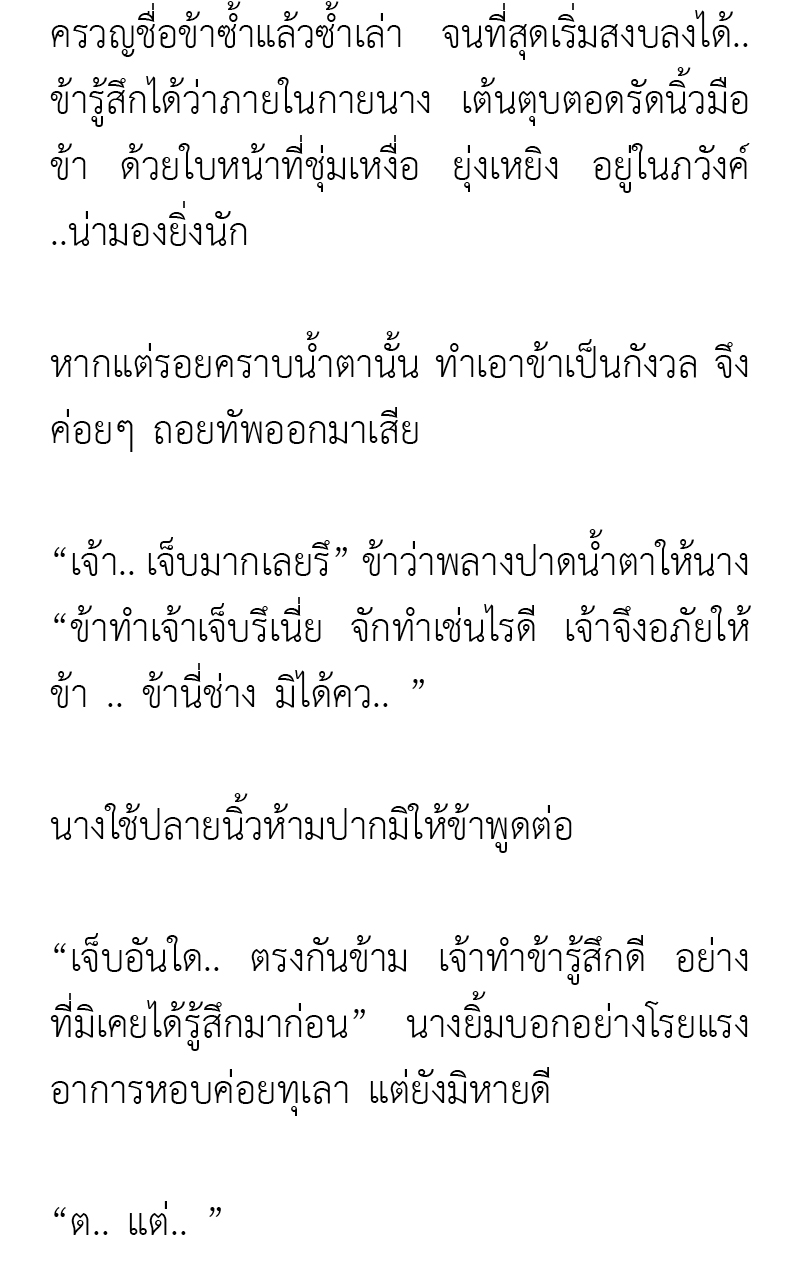 ครวญชื่อข้าซ้ำแล้วซ้ำเล่า จนที่สุดเริ่มสงบลงได้..
ข้ารู้สึกได้ว่าภายในกายนาง เต้นตุบตอดรัดนิ้วมือ
ข้า ด้วยใบหน้าที่ชุ่มเหงื่อ ยุ่งเหยิง อยู่ในภวังค์
..น่ามองยิ่งนัก
หากแต่รอยคราบน้ำตานั้น ทำเอาข้าเป็นกังวล จึง
ค่อยๆ ถอยทัพออกมาเสีย
“เจ้า.. เจ็บมากเลยรึ” ข้าว่าพลางปาดน้ำตาให้นาง
“ข้าทำเจ้าเจ็บรึเนี่ย จักทำเช่นไรดี เจ้าจึงอภัยให้
ข้า .. ข้านี่ช่าง มิได้คว.. ”
นางใช้ปลายนิ้วห้ามปากมิให้ข้าพูดต่อ
“เจ็บอันใด.. ตรงกันข้าม เจ้าทำข้ารู้สึกดี อย่าง
ที่มิเคยได้รู้สึกมาก่อน” นางยิ้มบอกอย่างโรยแรง
อาการหอบค่อยทุเลา แต่ยังมิหายดี
“ต.. แต่.. ”